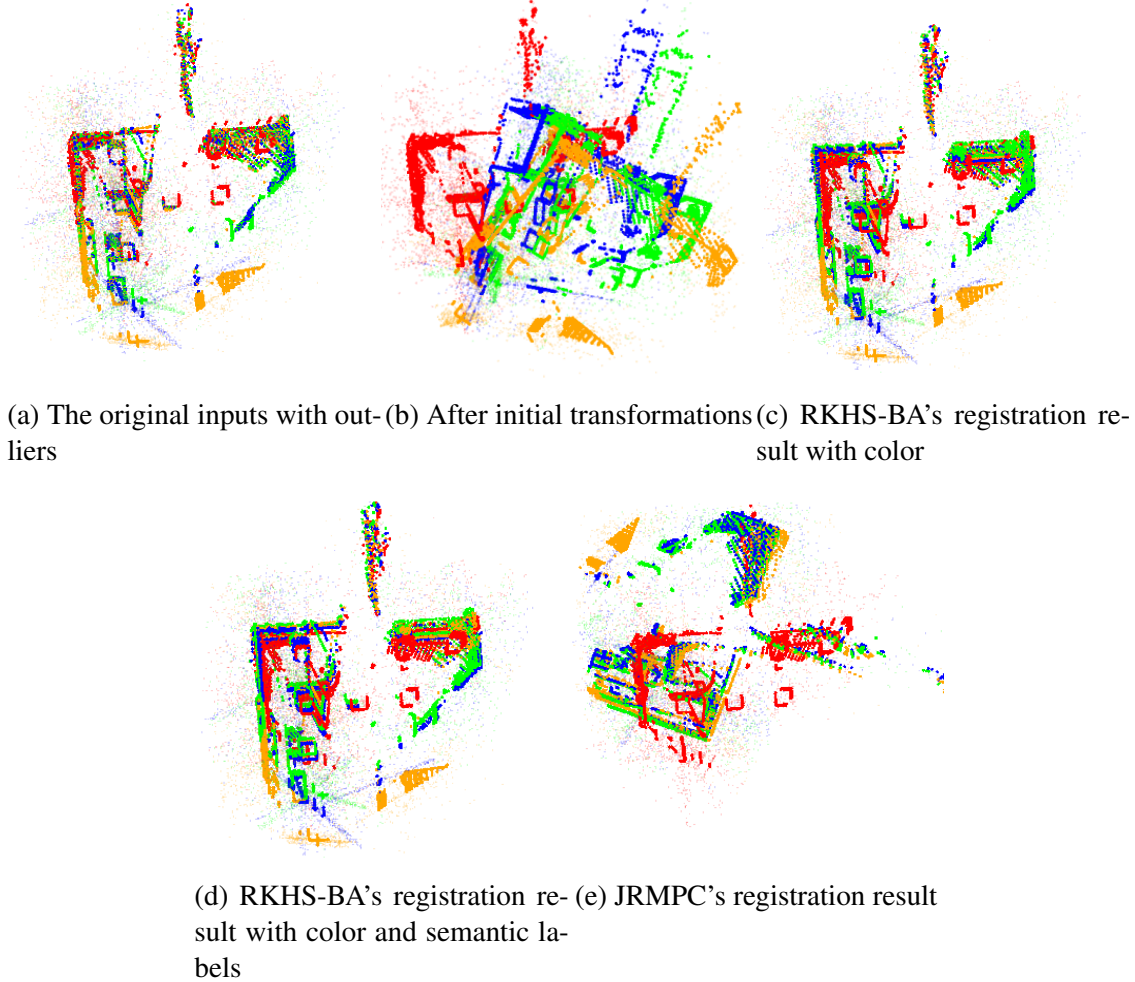 (a) The original inputs with out-
liers
(b) After initial transformations
(c) RKHS-BA's registration re-
sult with color
(d) RKHS-BA's registration re-
sult with color and semantic la-
bels
(e) JRMPC's registration result